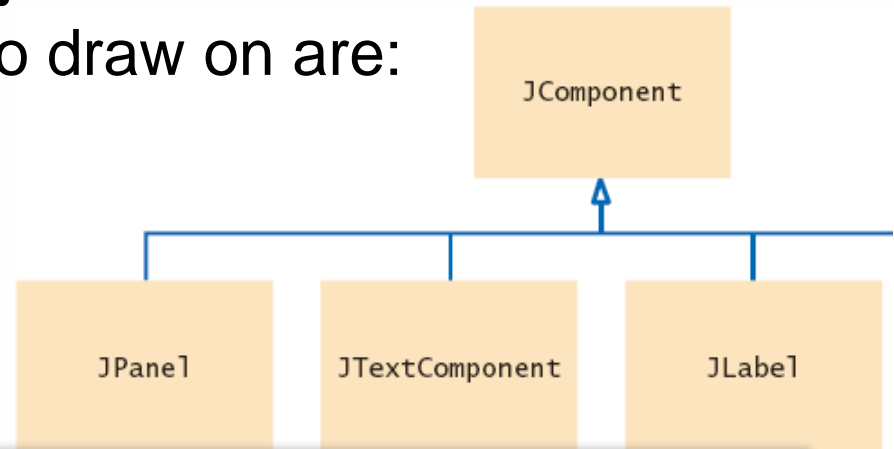 o draw on are:
JComponent
JPanel
JTextComponent
JLabel